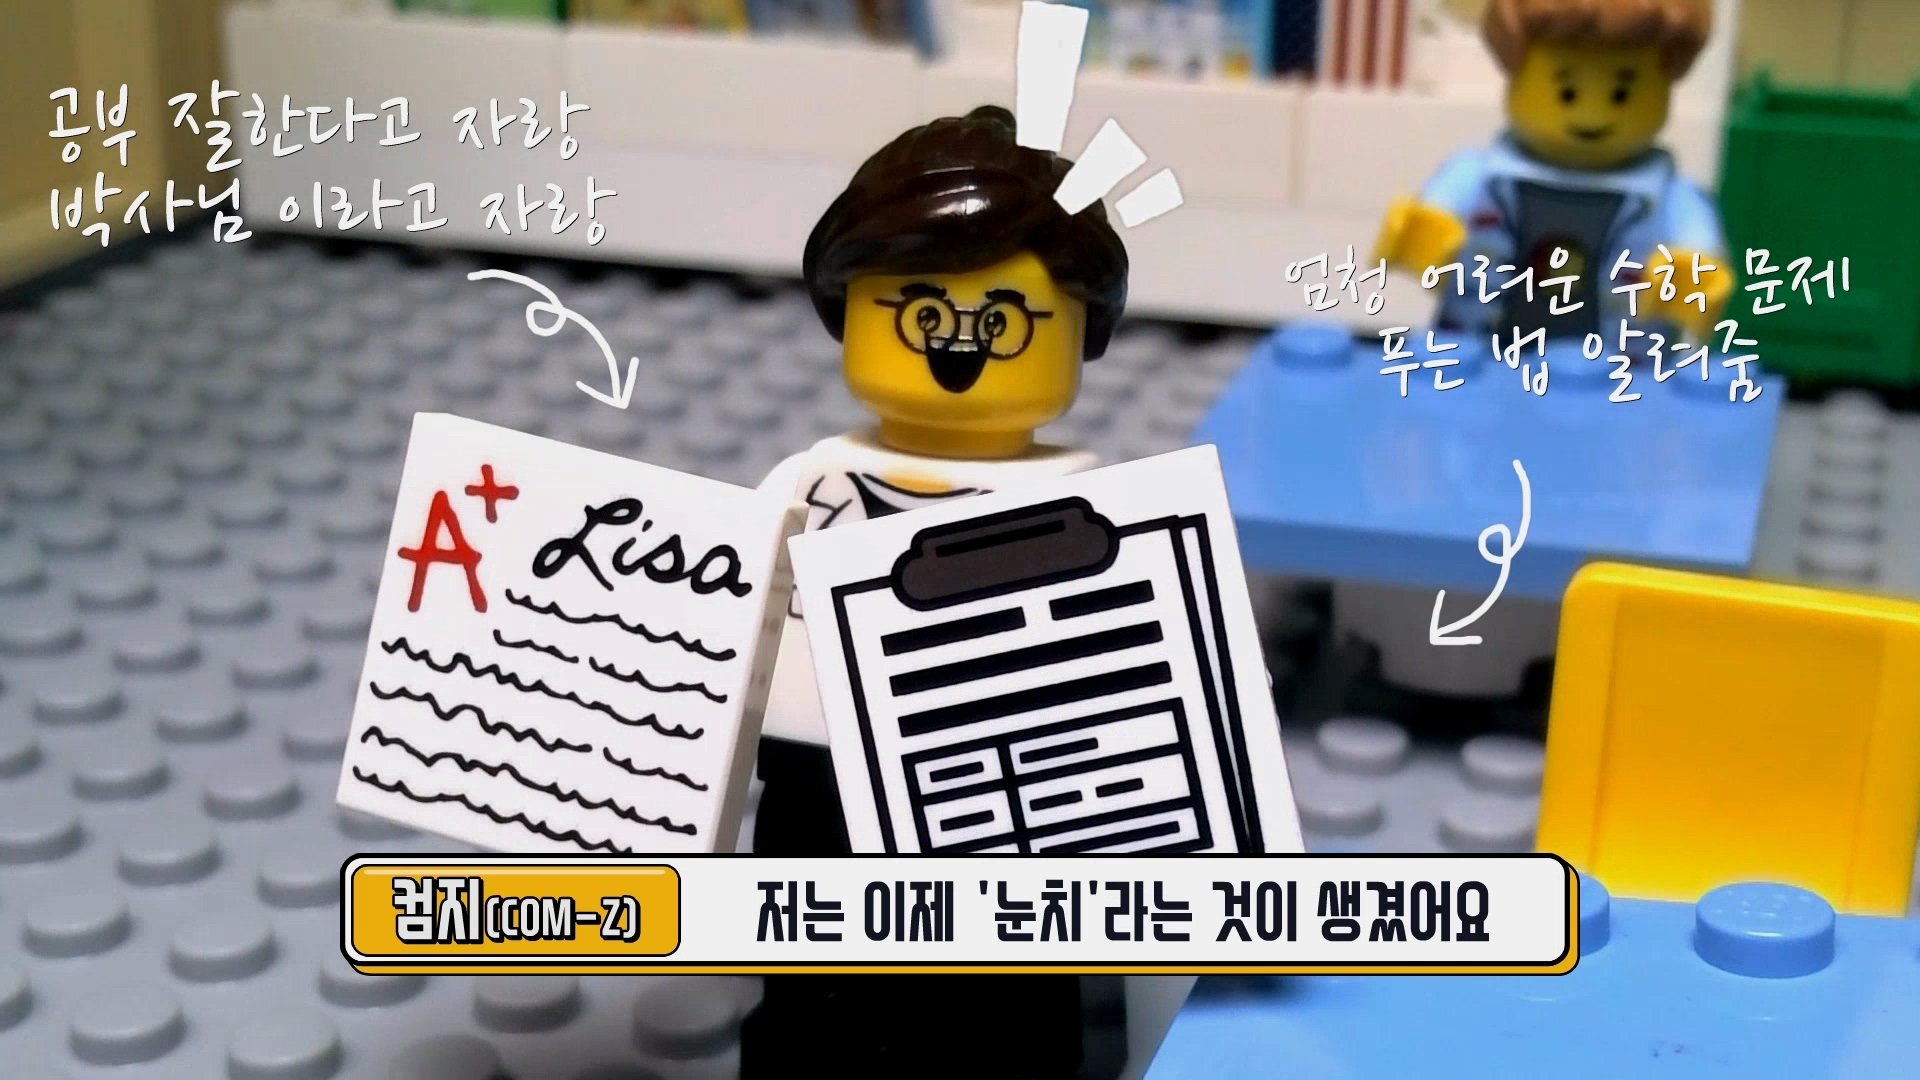 공부 잘한다고 자랑
박사님 이라고 자랑
엄청 어려운 수학 문제
푸는 법 알려줌
A+ Lisa
컴지(COM-Z)
저는 이제 '눈치'라는 것이 생겼어요